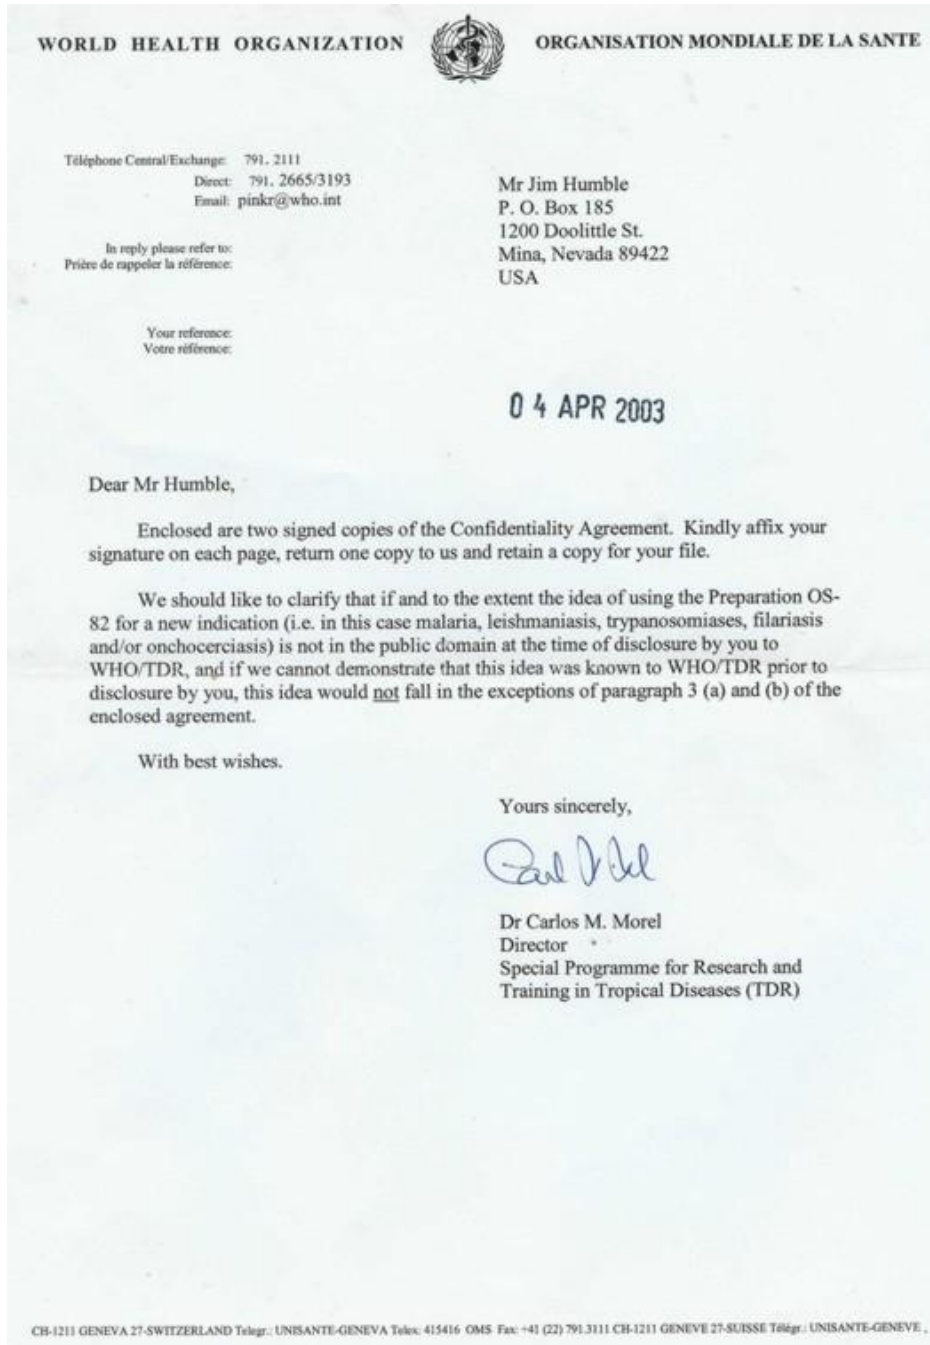 WORLD HEALTH ORGANIZATION
ORGANISATION MONDIALE DE LA SANTE
Téléphone Central/Exchange: 791. 2111
Direct: 791. 2665/3193
Email: pinkr@who.int
In reply please refer to:
Prière de rappeler la référence:
Your reference:
Votre référence:
Mr Jim Humble
P. O. Box 185
1200 Doolittle St.
Mina, Nevada 89422
USA
04 APR 2003
Dear Mr Humble,
Enclosed are two signed copies of the Confidentiality Agreement. Kindly affix your
signature on each page, return one copy to us and retain a copy for your file.
We should like to clarify that if and to the extent the idea of using the Preparation OS-
82 for a new indication (i.e. in this case malaria, leishmaniasis, trypanosomiases, filariasis
and/or onchocerciasis) is not in the public domain at the time of disclosure by you to
WHO/TDR, and if we cannot demonstrate that this idea was known to WHO/TDR prior to
disclosure by you, this idea would not fall in the exceptions of paragraph 3 (a) and (b) of the
enclosed agreement.
With best wishes.
Yours sincerely,
Dr Carlos M. Morel
Director
Special Programme for Research and
Training in Tropical Diseases (TDR)
CH-1211 GENEVA 27-SWITZERLAND Telegr.: UNISANTE-GENEVA Telex: 415416 OMS Fax: +41 (22) 791.3111 CH-1211 GENEVE 27-SUISSE Télégr.: UNISANTE-GENEVE